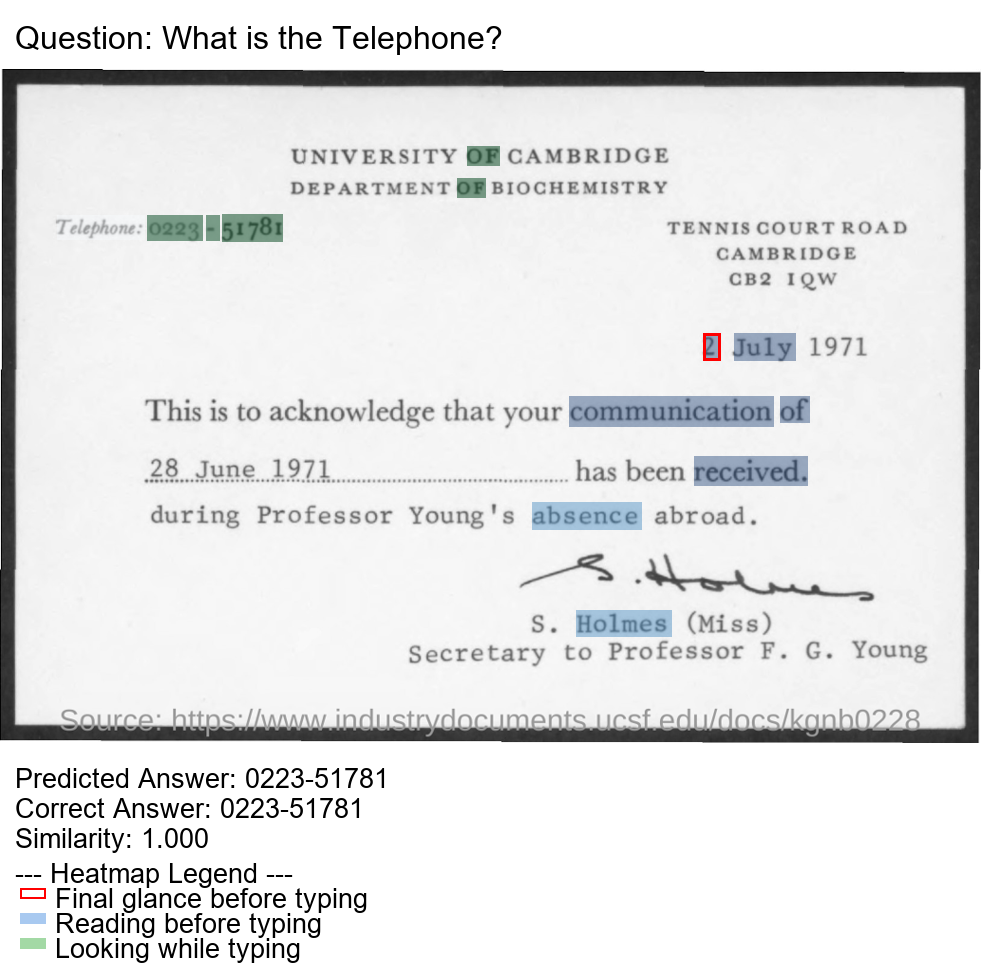 Question: What is the Telephone?
UNIVERSITY OF CAMBRIDGE
DEPARTMENT OF BIOCHEMISTRY
Telephone: 0223 - 51781
TENNIS COURT ROAD
CAMBRIDGE
CB2 1QW
2 July 1971
This is to acknowledge that your communication of
28 June 1971 has been received.
during Professor Young's absence abroad.
S. Holmes
S. Holmes (Miss)
Secretary to Professor F. G. Young
Source: https://www.industrydocuments.ucsf.edu/docs/kgnb0228
Predicted Answer: 0223-51781
Correct Answer: 0223-51781
Similarity: 1.000
--- Heatmap Legend ---
Final glance before typing
Reading before typing
Looking while typing